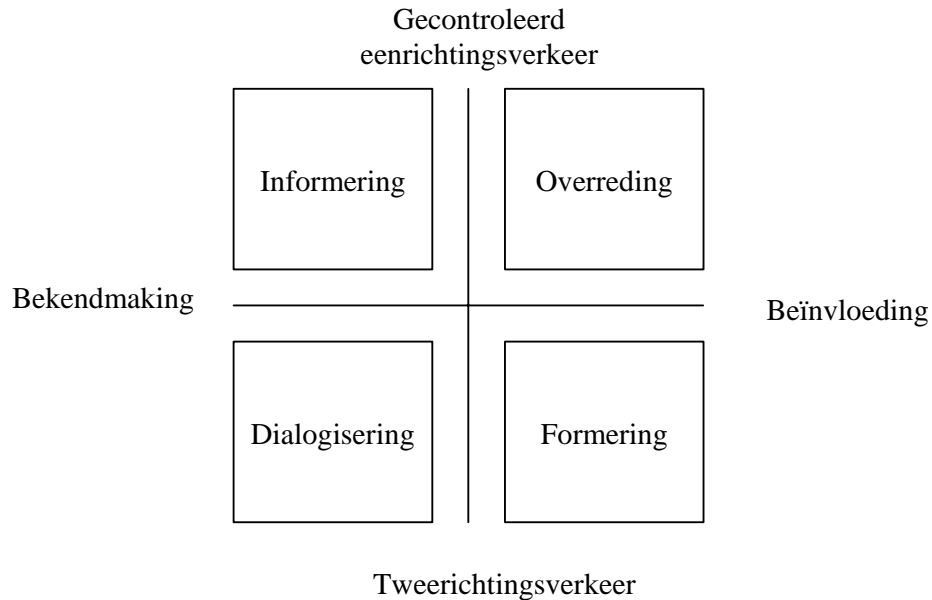 Gecontroleerd
eenrichtingsverkeer
Informering
Overreding
Bekendmaking
Beïnvloeding
Dialogisering
Formering
Tweerichtingsverkeer